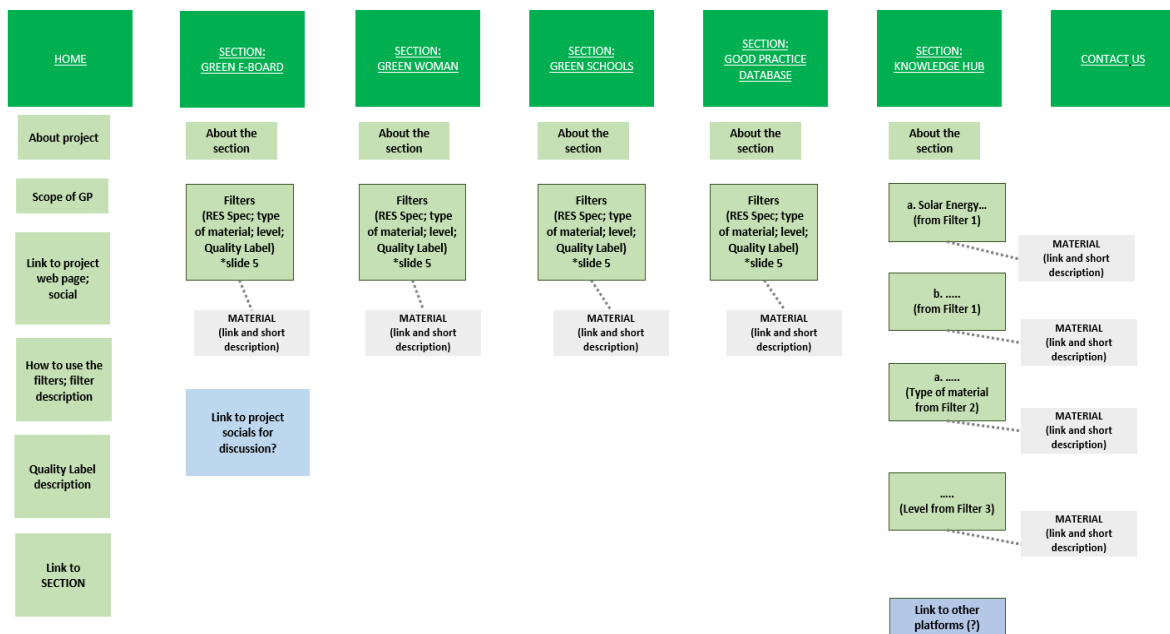 HOME
SECTION:
GREEN E-BOARD
SECTION:
GREEN WOMAN
SECTION:
GREEN SCHOOLS
SECTION:
GOOD PRACTICE
DATABASE
SECTION:
KNOWLEDGE HUB
CONTACT US
About project
Scope of GP
Link to project
web page;
social
How to use the
filters; filter
description
Quality Label
description
Link to
SECTION
About the
section
Filters
(RES Spec; type
of material; level;
Quality Label)
*slide 5
MATERIAL
(link and short
description)
Link to project
socials for
discussion?
About the
section
Filters
(RES Spec; type
of material; level;
Quality Label)
*slide 5
MATERIAL
(link and short
description)
About the
section
Filters
(RES Spec; type
of material; level;
Quality Label)
*slide 5
MATERIAL
(link and short
description)
About the
section
Filters
(RES Spec; type
of material; level;
Quality Label)
*slide 5
MATERIAL
(link and short
description)
About the
section
a. Solar Energy...
(from Filter 1)
MATERIAL
(link and short
description)
b. .....
(from Filter 1)
MATERIAL
(link and short
description)
a. .....
(Type of material
from Filter 2)
MATERIAL
(link and short
description)
.....
(Level from Filter 3)
MATERIAL
(link and short
description)
Link to other
platforms (?)